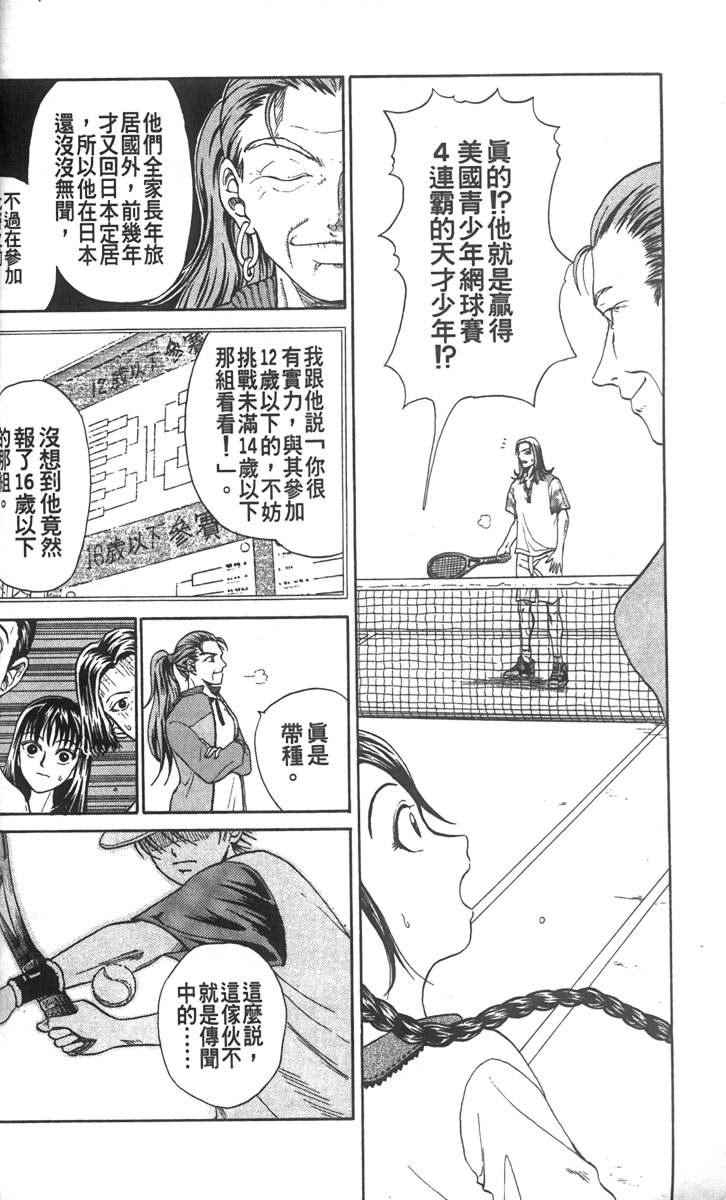 眞的!?他就是贏得
美國青少年網球賽
4連霸的天才少年!?
他們全家長年旅
居國外，前幾年
才又回日本定居
，所以他在日本
還沒沒無聞，
不過在參加
12歲以下 參賽
16歲以下 參賽
我跟他說「你很
有實力，與其參加
12歲以下的，不妨
挑戰未滿14歲以下
那組看看！」。
沒想到他竟然
報了16歲以下
的那組。
眞是
帶種。
這麼說，
這傢伙不
就是傳聞
中的……